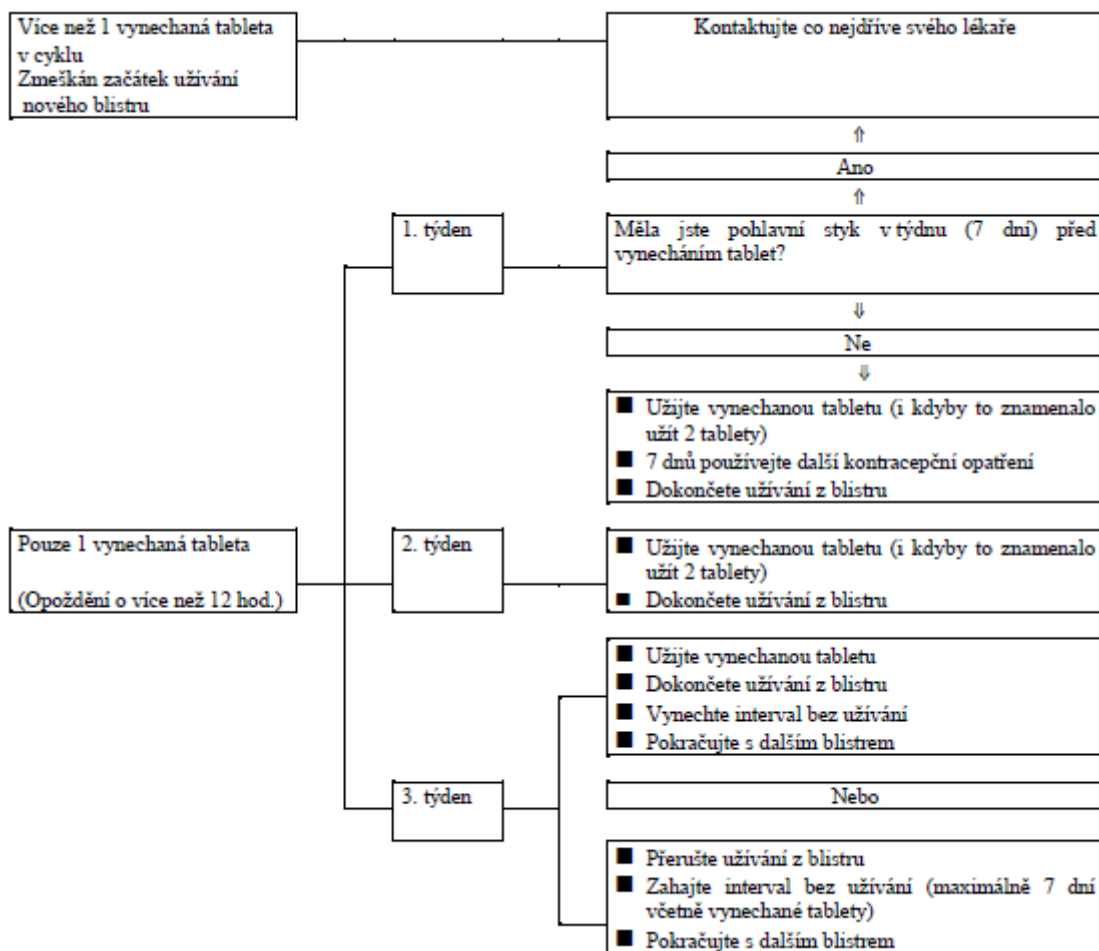 Více než 1 vynechaná tableta
v cyklu
Zmeškán začátek užívání
nového blistru
Kontaktujte co nejdříve svého lékaře
⇑
Ano
⇑
1. týden
Měla jste pohlavní styk v týdnu (7 dní) před
vynecháním tablet?
⇓
Ne
⇓
■ Užijte vynechanou tabletu (i kdyby to znamenalo
užít 2 tablety)
■ 7 dnů používejte další kontracepční opatření
■ Dokončete užívání z blistru
Pouze 1 vynechaná tableta
(Opoždění o více než 12 hod.)
2. týden
■ Užijte vynechanou tabletu (i kdyby to znamenalo
užít 2 tablety)
■ Dokončete užívání z blistru
■ Užijte vynechanou tabletu
■ Dokončete užívání z blistru
■ Vynechte interval bez užívání
■ Pokračujte s dalším blistrem
3. týden
Nebo
■ Přerušte užívání z blistru
■ Zahajte interval bez užívání (maximálně 7 dní
včetně vynechané tablety)
■ Pokračujte s dalším blistrem